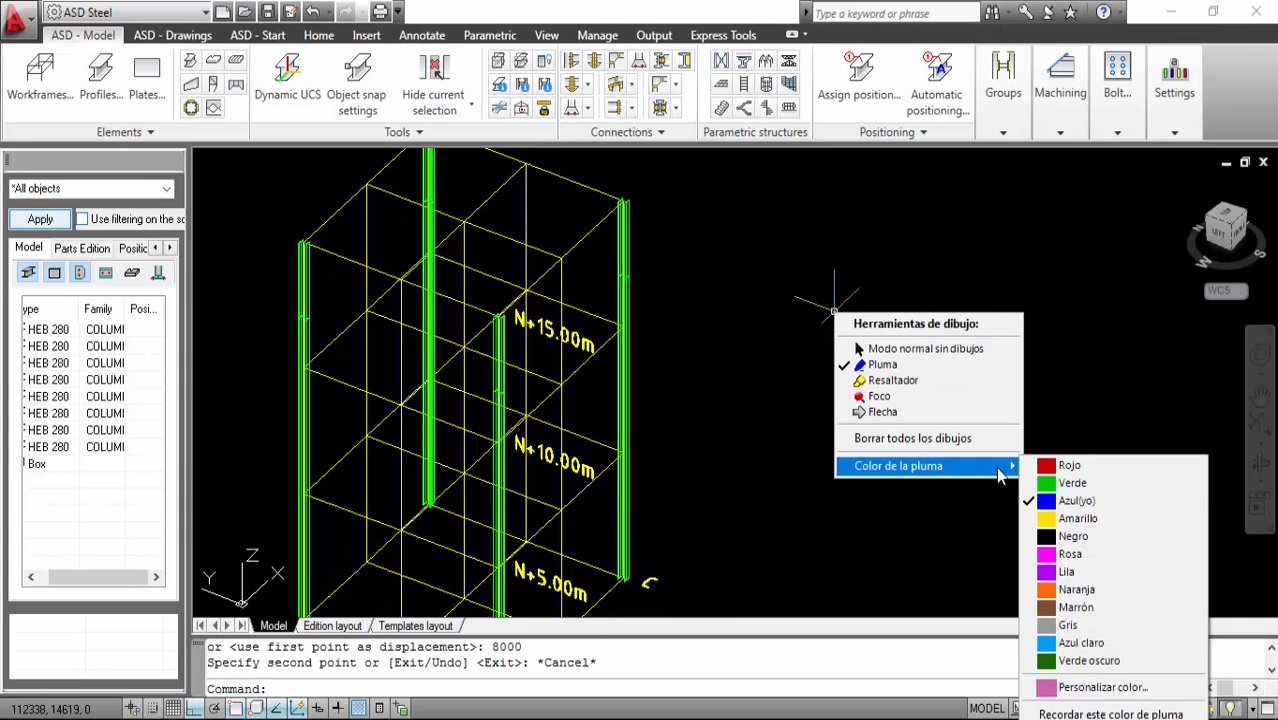 ASD Steel
Type a keyword or phrase
ASD - Model
ASD - Drawings
ASD - Start
Home
Insert
Annotate
Parametric
View
Manage
Output
Express Tools
Workframes...
Profiles...
Plates...
Dynamic UCS
Object snap
settings
Hide current
selection
Assign position...
Automatic
positioning...
Groups
Machining
Bolt...
Settings
Elements
Tools
Connections
Parametric structures
Positioning
*All objects
Apply
Use filtering on the sc
Model
Parts Edition
Positic
ype
Family
Posi...
HEB 280 COLUMI
HEB 280 COLUMI
HEB 280 COLUMI
HEB 280 COLUMI
HEB 280 COLUMI
HEB 280 COLUMI
HEB 280 COLUMI
HEB 280 COLUMI
Box
N+15.00m
N+10.00m
N+5.00m
Z
Y
X
LEFT
W
S
WCS
Herramientas de dibujo:
Modo normal sin dibujos
Pluma
Resaltador
Foco
Flecha
Borrar todos los dibujos
Color de la pluma
Rojo
Verde
Azul(yo)
Amarillo
Negro
Rosa
Lila
Naranja
Marrón
Gris
Azul claro
Verde oscuro
Personalizar color...
Recordar este color de pluma
Model
Edition layout
Templates layout
or <use first point as displacement>: 8000
Specify second point or [Exit/Undo] <Exit>: *Cancel*
Command:
112338, 14619, 0
MODEL